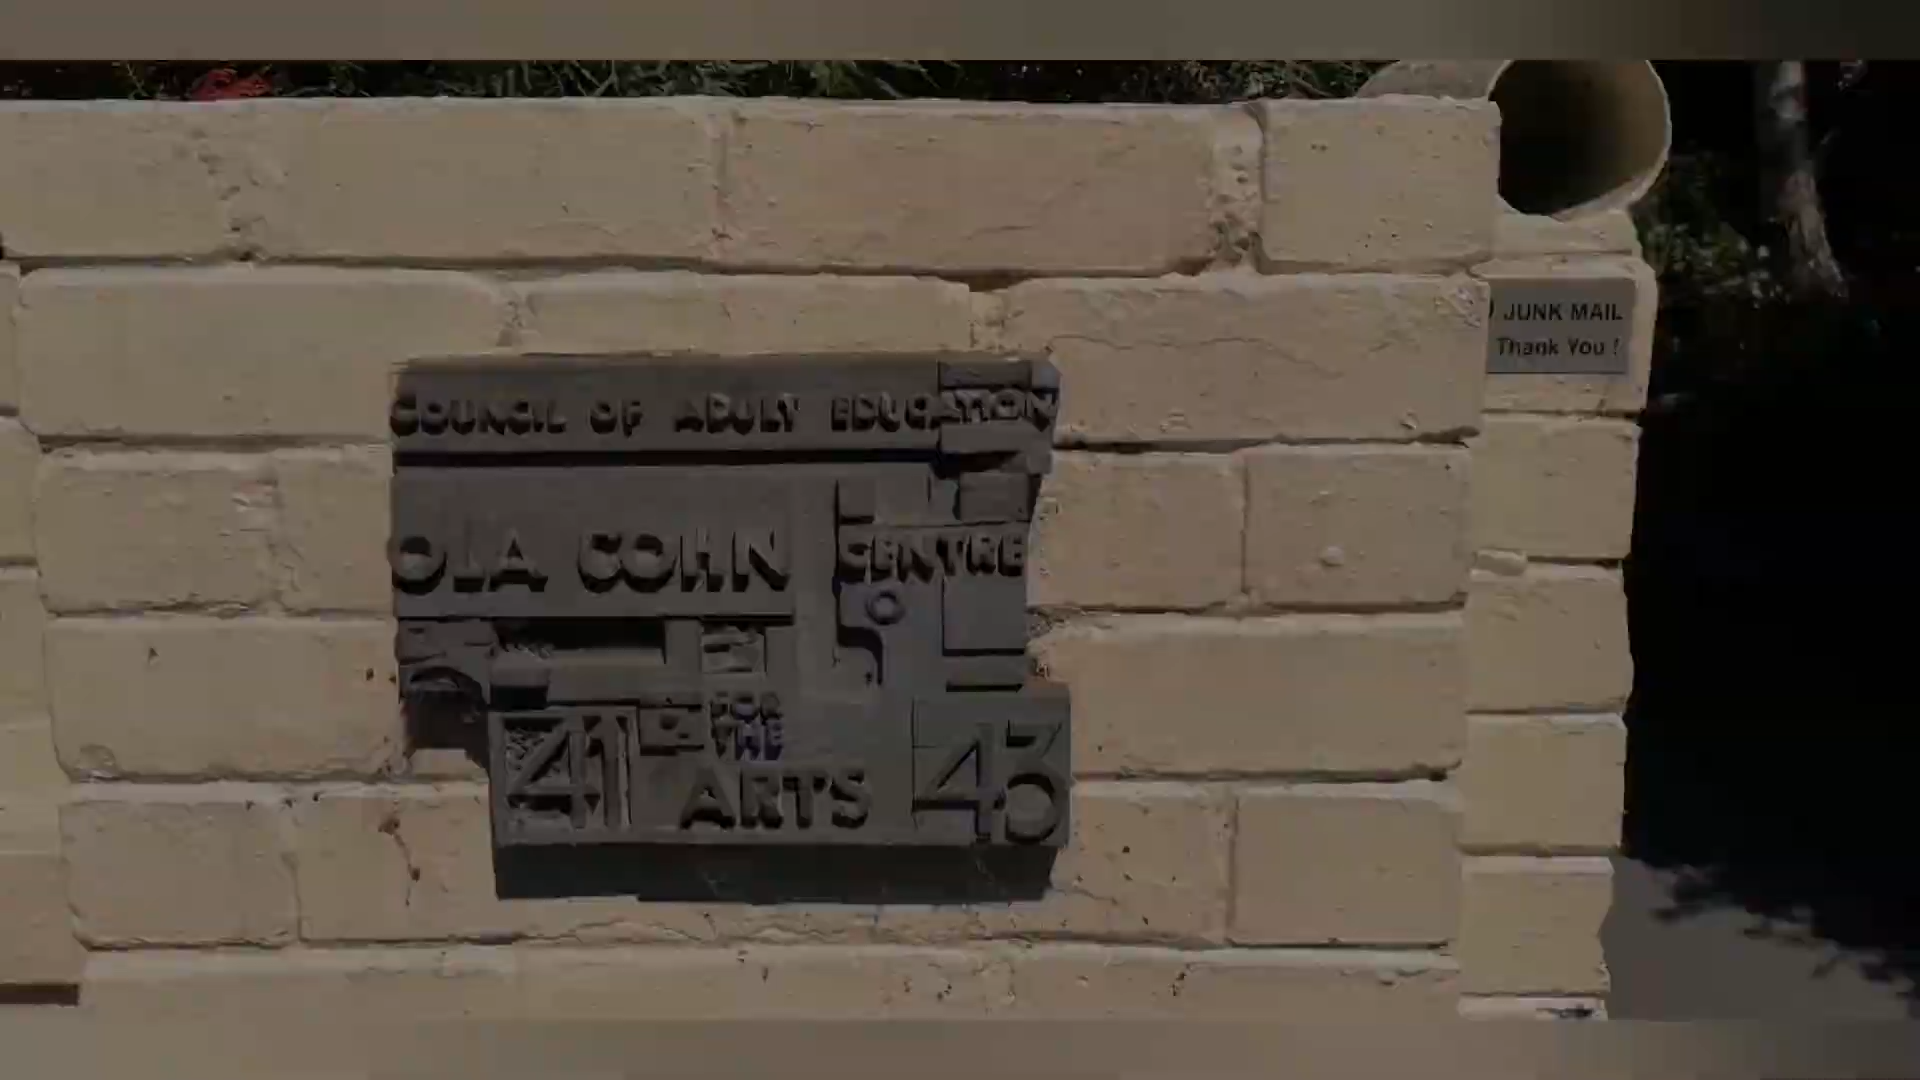 COUNCIL OF ADULT EDUCATION
OLA COHN CENTRE
FOR
THE
41 ARTS 43
JUNK MAIL
Thank You !